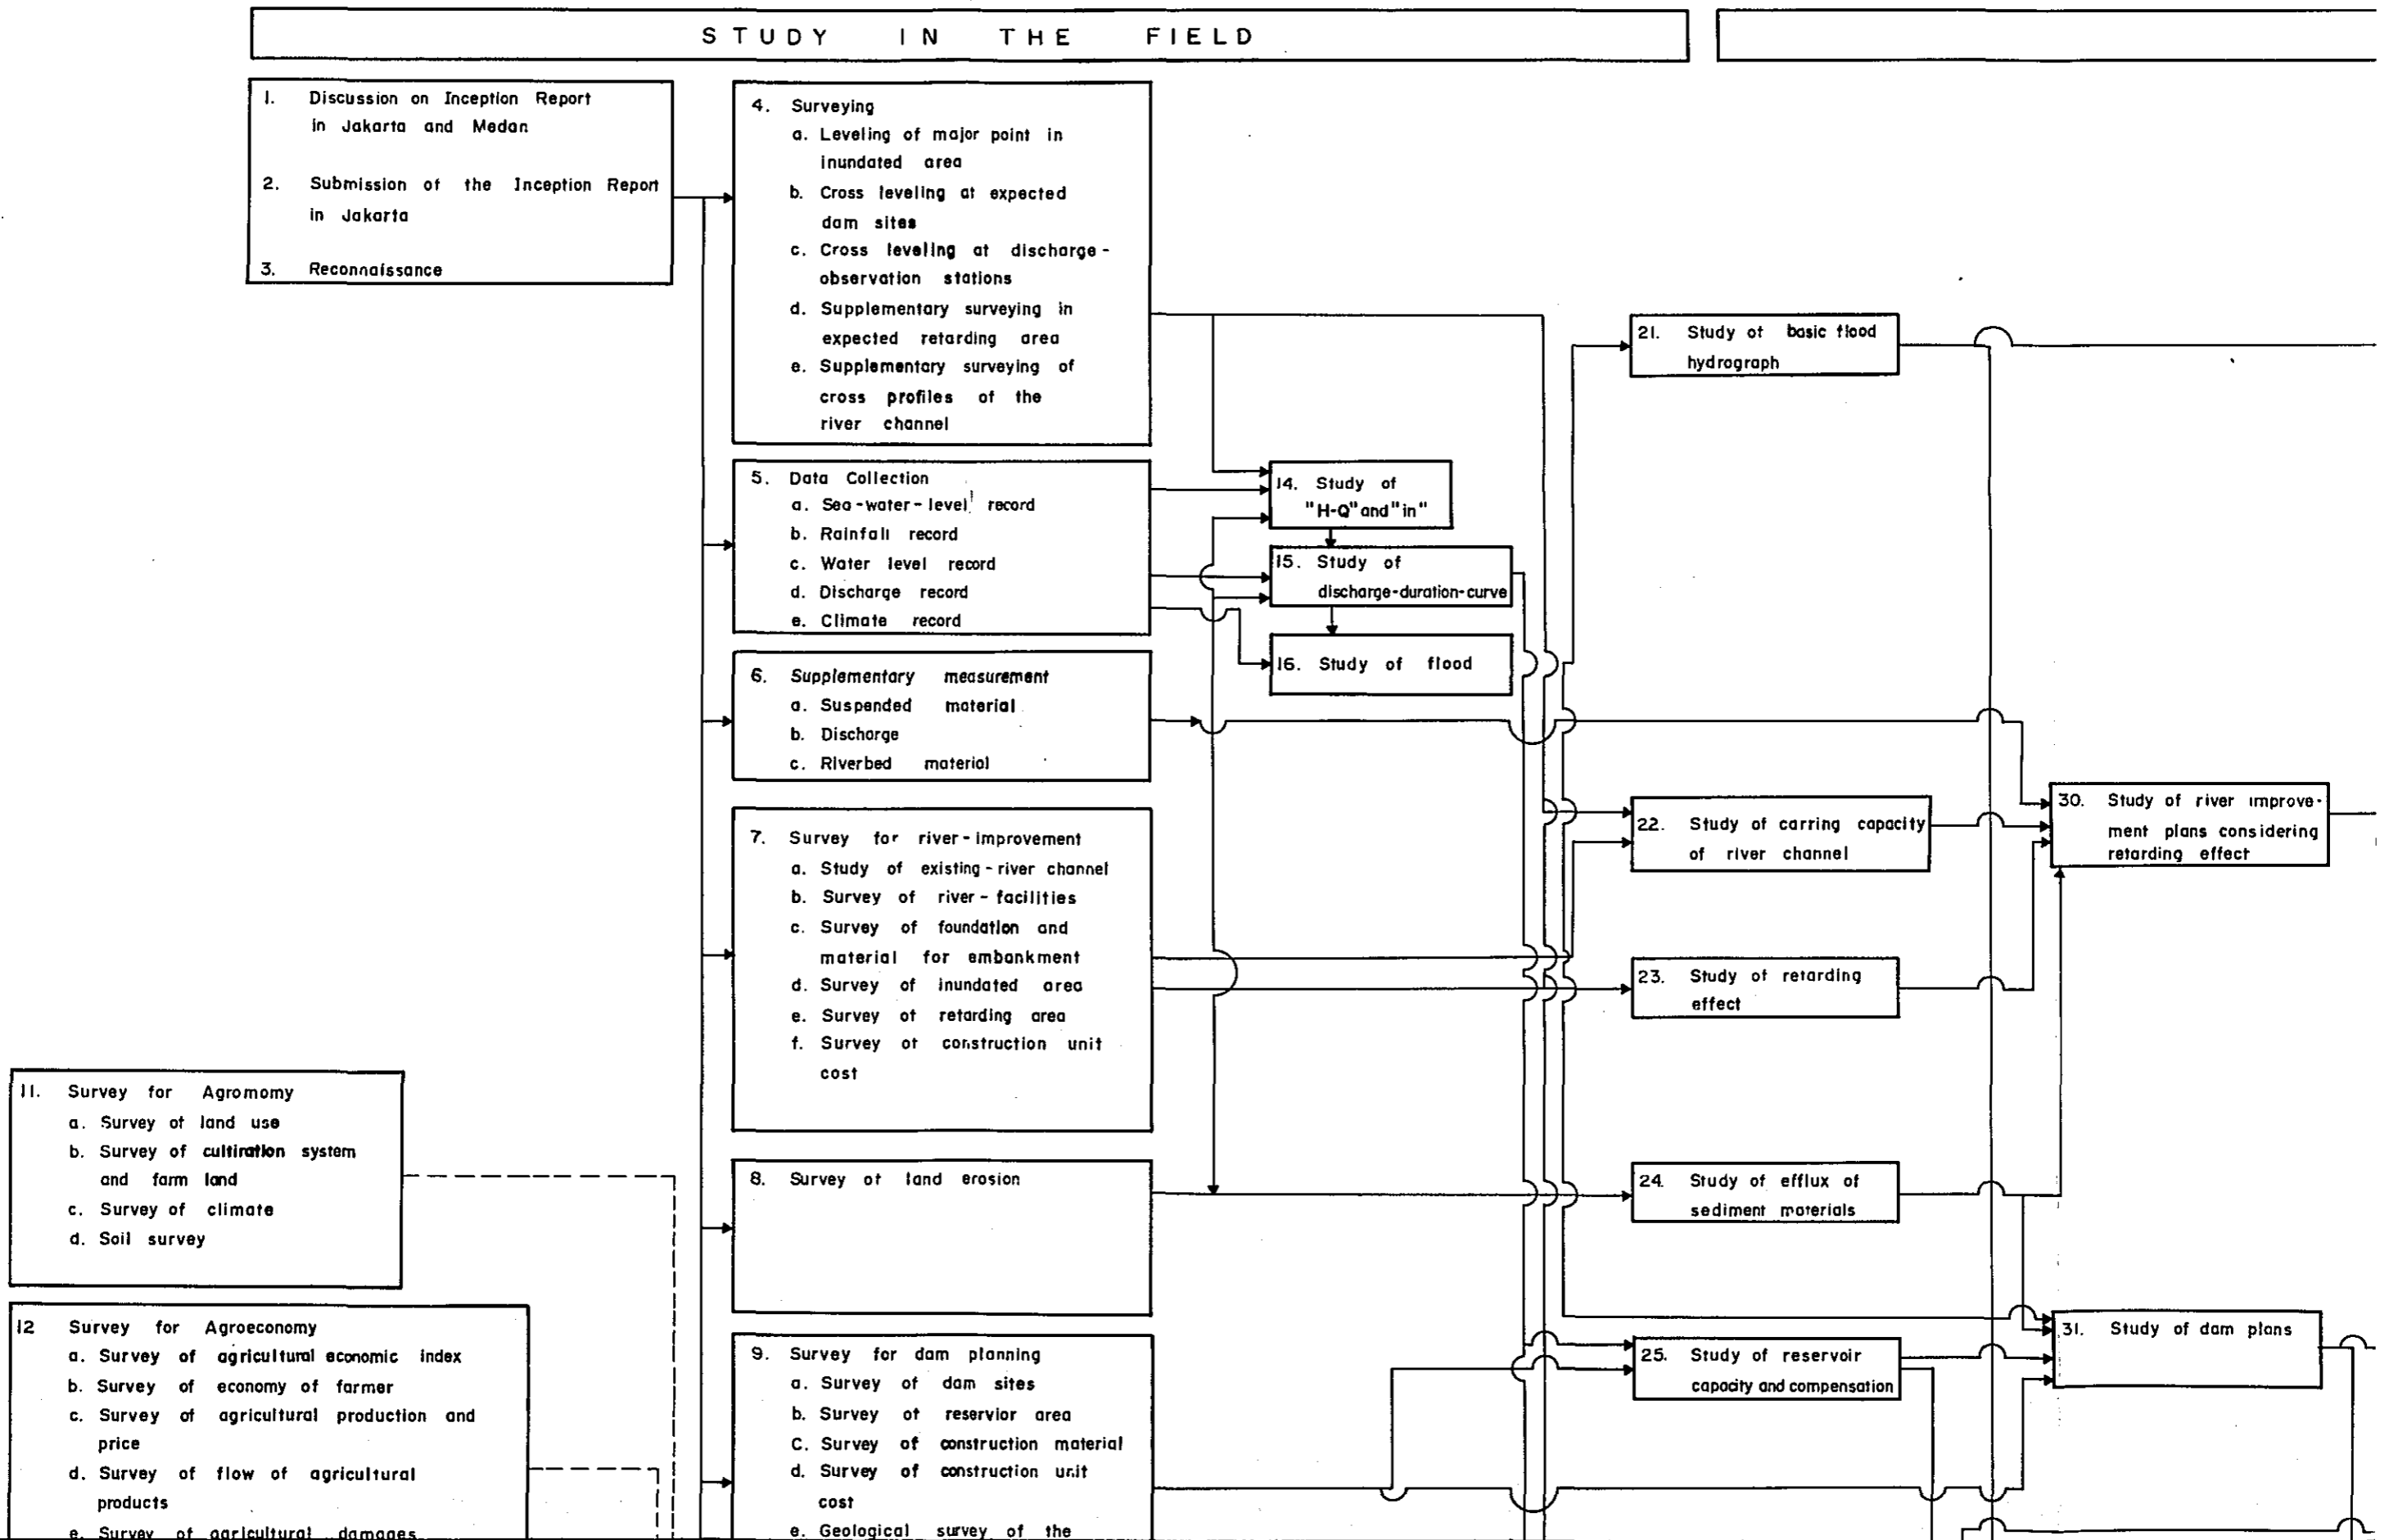 STUDY IN THE FIELD
1. Discussion on Inception Report
in Jakarta and Medan
2. Submission of the Inception Report
in Jakarta
3. Reconnaissance
4. Surveying
a. Leveling of major point in
inundated area
b. Cross leveling at expected
dam sites
c. Cross leveling at discharge-
observation stations
d. Supplementary surveying in
expected retarding area
e. Supplementary surveying of
cross profiles of the
river channel
5. Data Collection
a. Sea-water-level record
b. Rainfall record
c. Water level record
d. Discharge record
e. Climate record
6. Supplementary measurement
a. Suspended material
b. Discharge
c. Riverbed material
7. Survey for river-improvement
a. Study of existing-river channel
b. Survey of river-facilities
c. Survey of foundation and
material for embankment
d. Survey of inundated area
e. Survey of retarding area
f. Survey of construction unit
cost
8. Survey of land erosion
9. Survey for dam planning
a. Survey of dam sites
b. Survey of reservior area
C. Survey of construction material
d. Survey of construction unit
cost
e. Geological survey of the
11. Survey for Agromomy
a. Survey of land use
b. Survey of cultiration system
and farm land
c. Survey of climate
d. Soil survey
12 Survey for Agroeconomy
a. Survey of agricultural economic index
b. Survey of economy of farmer
c. Survey of agricultural production and
price
d. Survey of flow of agricultural
products
e. Survey of agricultural damages
14. Study of
"H-Q" and "in"
15. Study of
discharge-duration-curve
16. Study of flood
21. Study of basic flood
hydrograph
22. Study of carring capacity
of river channel
23. Study of retarding
effect
24. Study of efflux of
sediment materials
25. Study of reservoir
capacity and compensation
30. Study of river improve-
ment plans considering
retarding effect
31. Study of dam plans